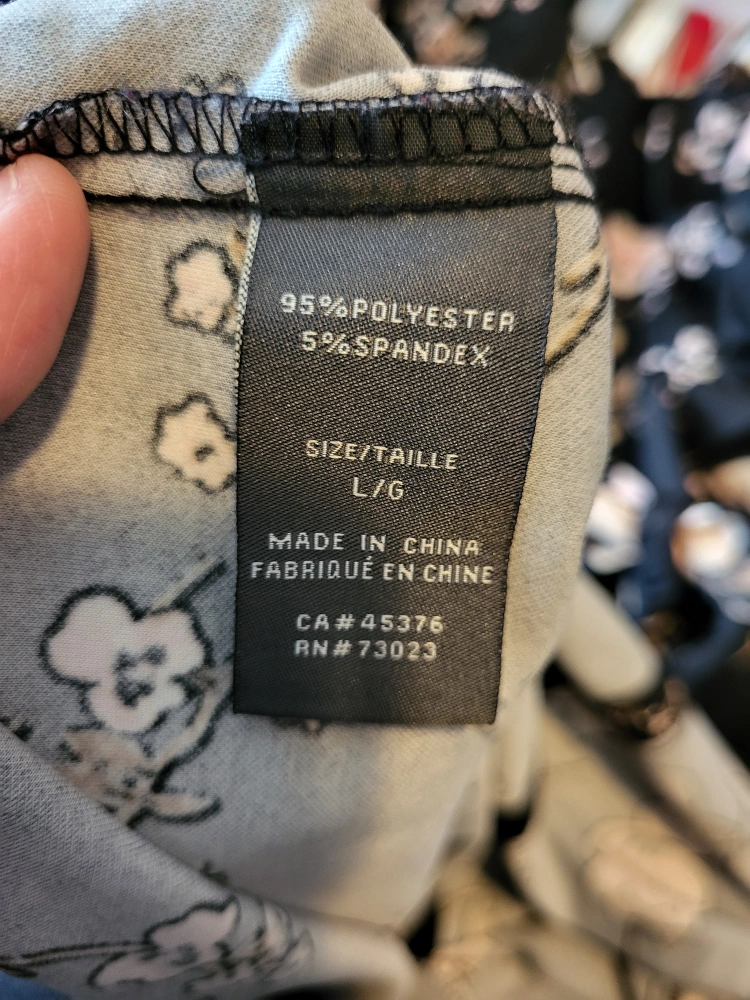 95%POLYESTER
5%SPANDEX
SIZE/TAILLE
L/G
MADE IN CHINA
FABRIQUÉ EN CHINE
CA#45376
RN#73023